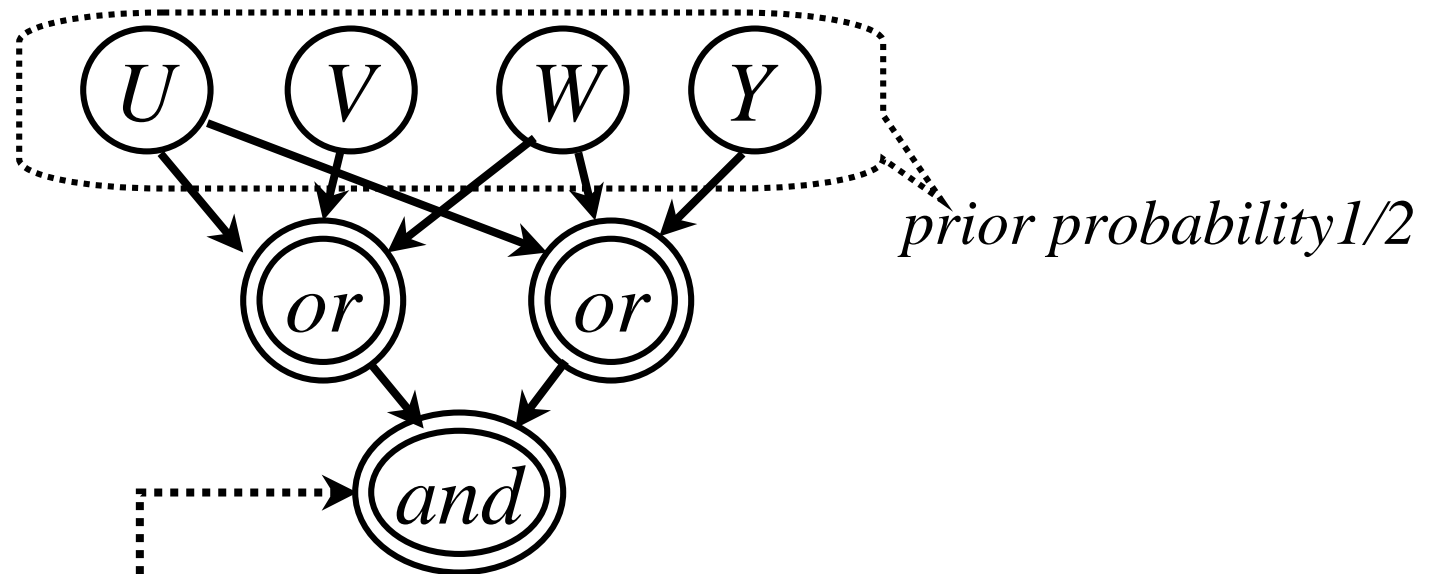 U V W Y
prior probability1/2
or or
and